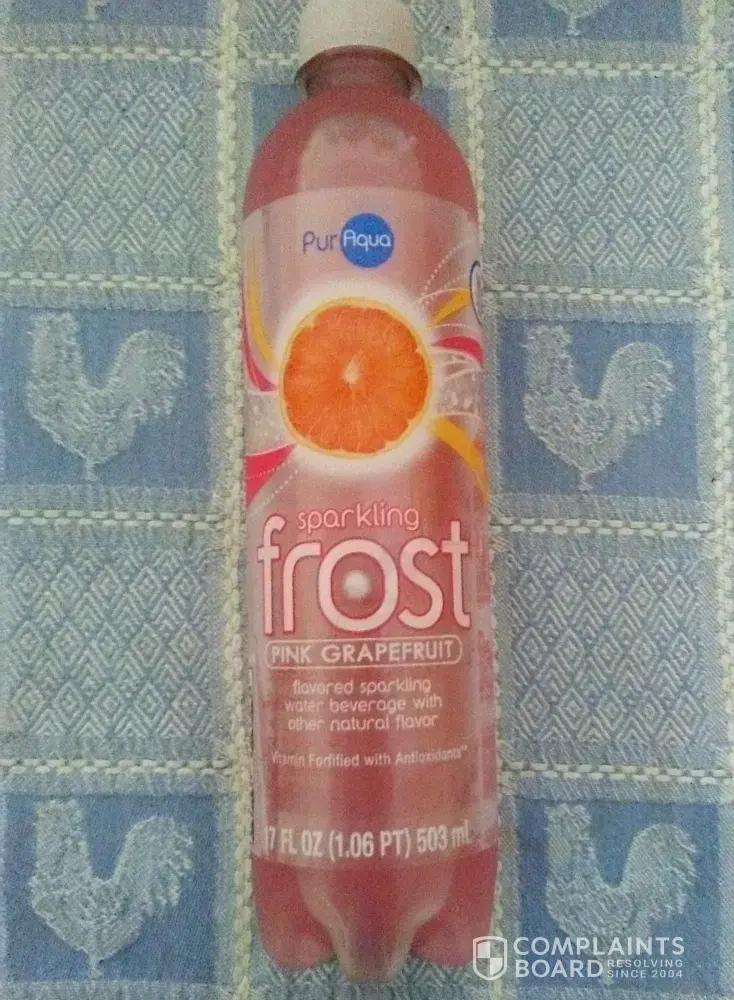 PurAqua
sparkling
frost
PINK GRAPEFRUIT
flavored sparkling
water beverage with
other natural flavor
Vitamin Fortified with Antioxidants**
17 FL OZ (1.06 PT) 503 mL
COMPLAINTS
BOARD RESOLVING
SINCE 2004